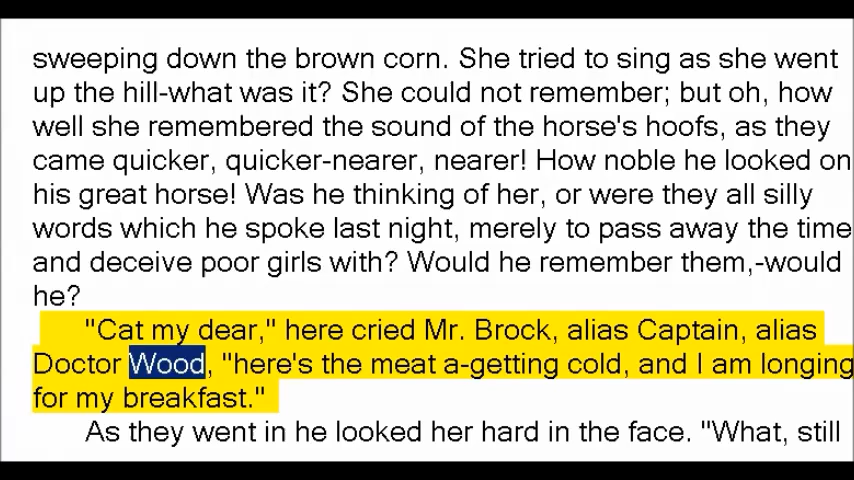 sweeping down the brown corn. She tried to sing as she went
up the hill-what was it? She could not remember; but oh, how
well she remembered the sound of the horse's hoofs, as they
came quicker, quicker-nearer, nearer! How noble he looked on
his great horse! Was he thinking of her, or were they all silly
words which he spoke last night, merely to pass away the time
and deceive poor girls with? Would he remember them,-would
he?
"Cat my dear," here cried Mr. Brock, alias Captain, alias
Doctor Wood, "here's the meat a-getting cold, and I am longing
for my breakfast."
As they went in he looked her hard in the face. "What, still